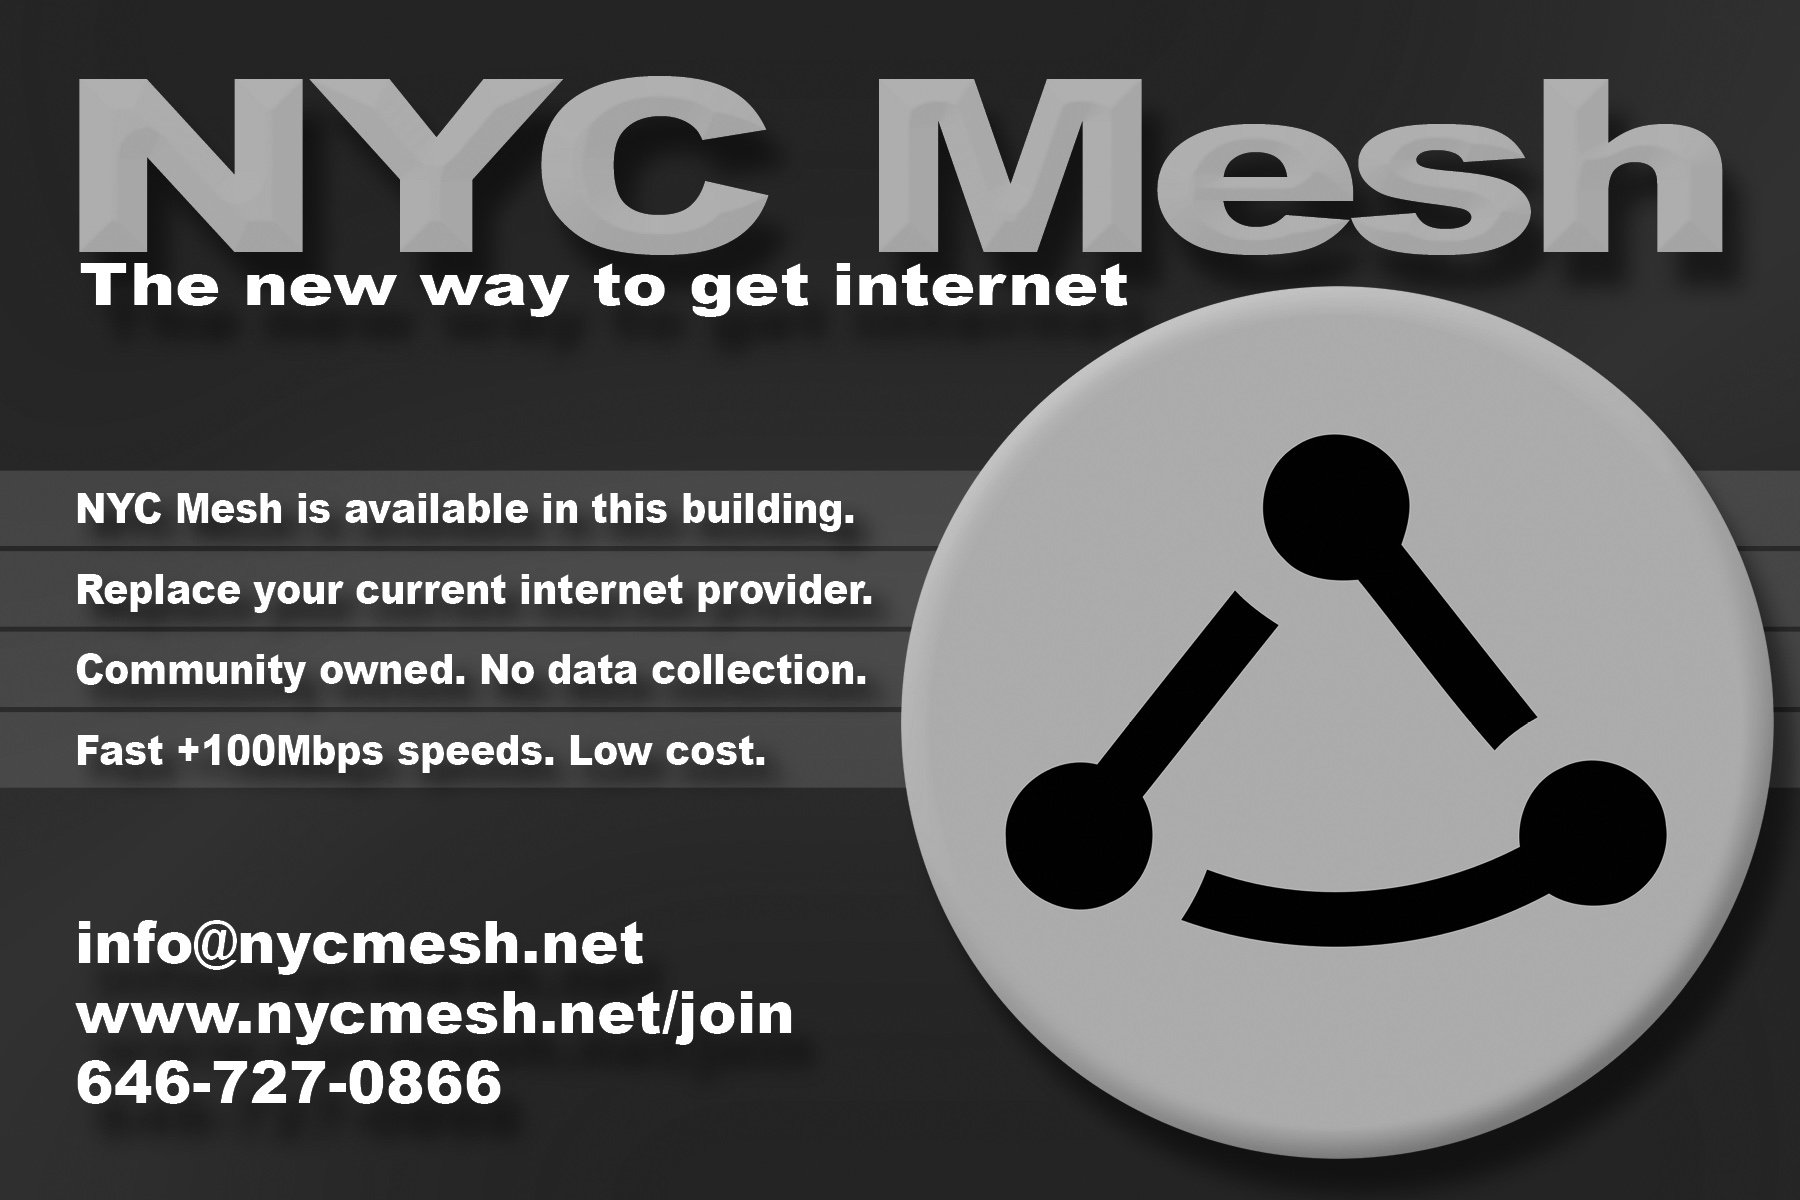 NYC Mesh
The new way to get internet
NYC Mesh is available in this building.
Replace your current internet provider.
Community owned. No data collection.
Fast +100Mbps speeds. Low cost.
info@nycmesh.net
www.nycmesh.net/join
646-727-0866